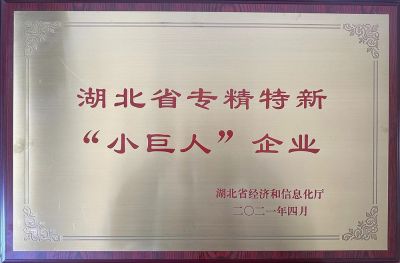 湖北省专精特新
“小巨人”企业
湖北省经济和信息化厅
二〇二一年四月